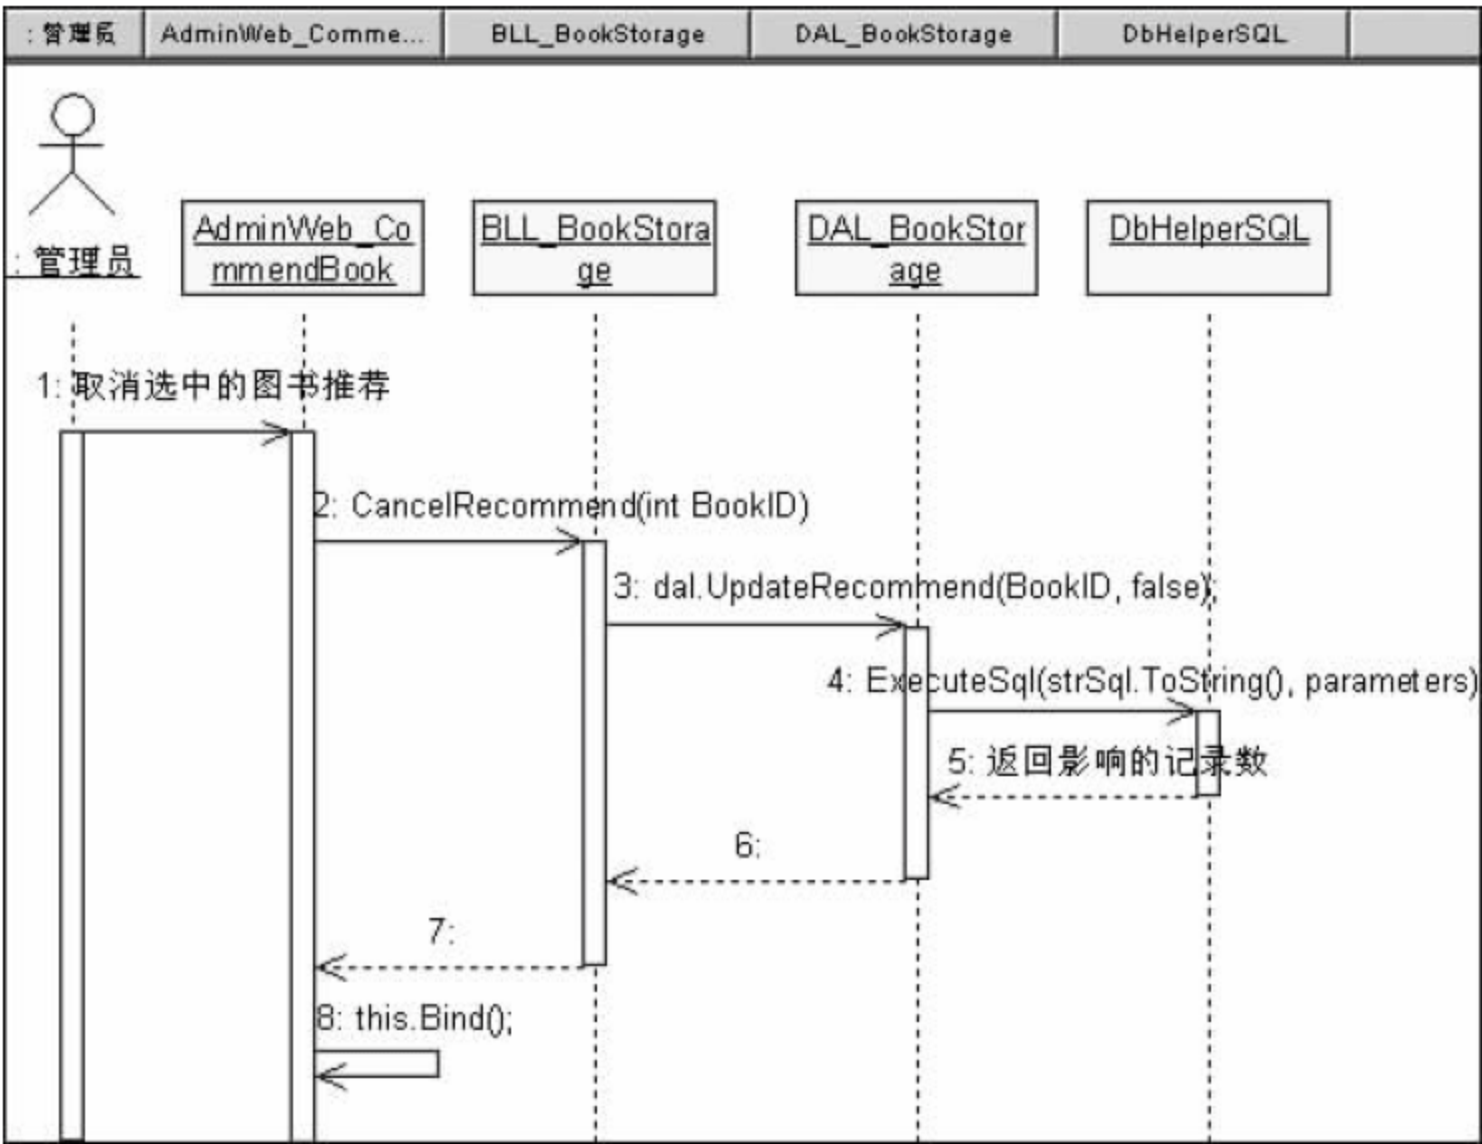 : 管理员
AdminWeb_Comme...
BLL_BookStorage
DAL_BookStorage
DbHelperSQL
: 管理员
AdminWeb_Co
mmendBook
BLL_BookStora
ge
DAL_BookStor
age
DbHelperSQL
1: 取消选中的图书推荐
2: CancelRecommend(int BookID)
3: dal.UpdateRecommend(BookID, false);
4: ExecuteSql(strSql.ToString(), parameters)
5: 返回影响的记录数
6:
7:
8: this.Bind();